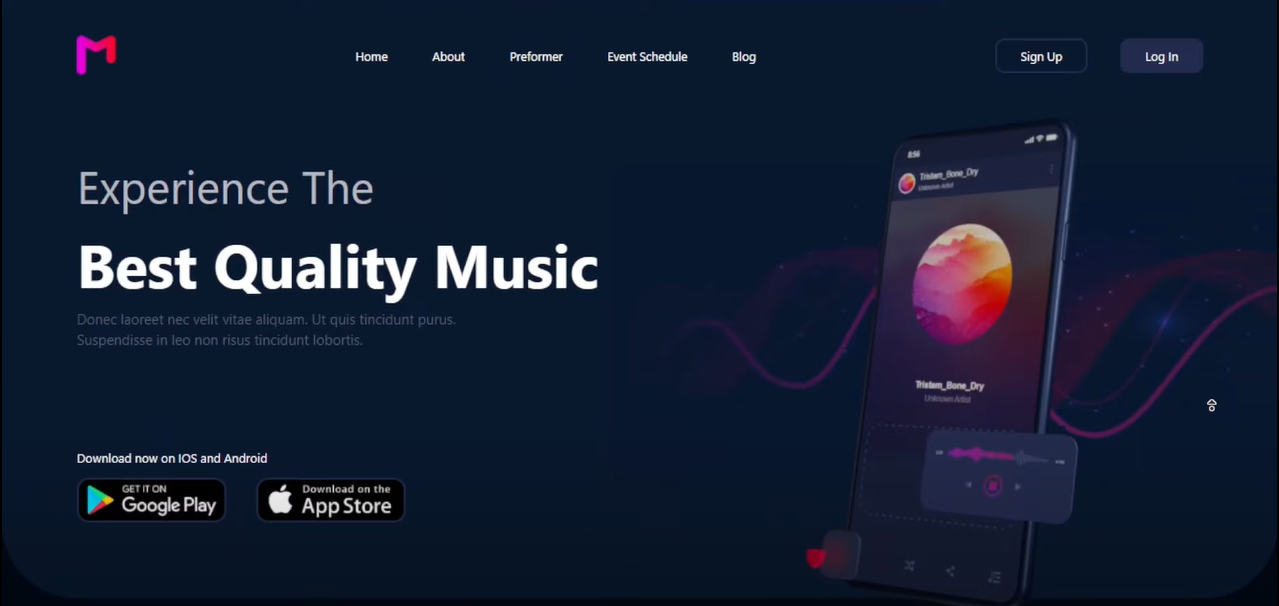 Home
About
Preformer
Event Schedule
Blog
Sign Up
Log In
Experience The
Best Quality Music
Donec laoreet nec velit vitae aliquam. Ut quis tincidunt purus.
Suspendisse in leo non risus tincidunt lobortis.
Download now on IOS and Android
GET IT ON
Google Play
Download on the
App Store
8:56
Tristam_Bone_Dry
Unknown Artist
Tristam_Bone_Dry
Unknown Artist